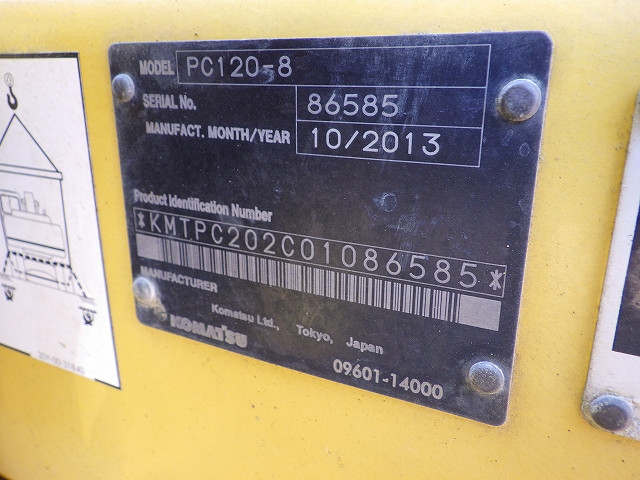 MODEL PC120-8
SERIAL No. 86585
MANUFACT. MONTH/YEAR 10/2013
Product Identification Number
*KMTPC202C01086585*
MANUFACTURER
Komatsu Ltd., Tokyo, Japan
KOMATSU
09601-14000